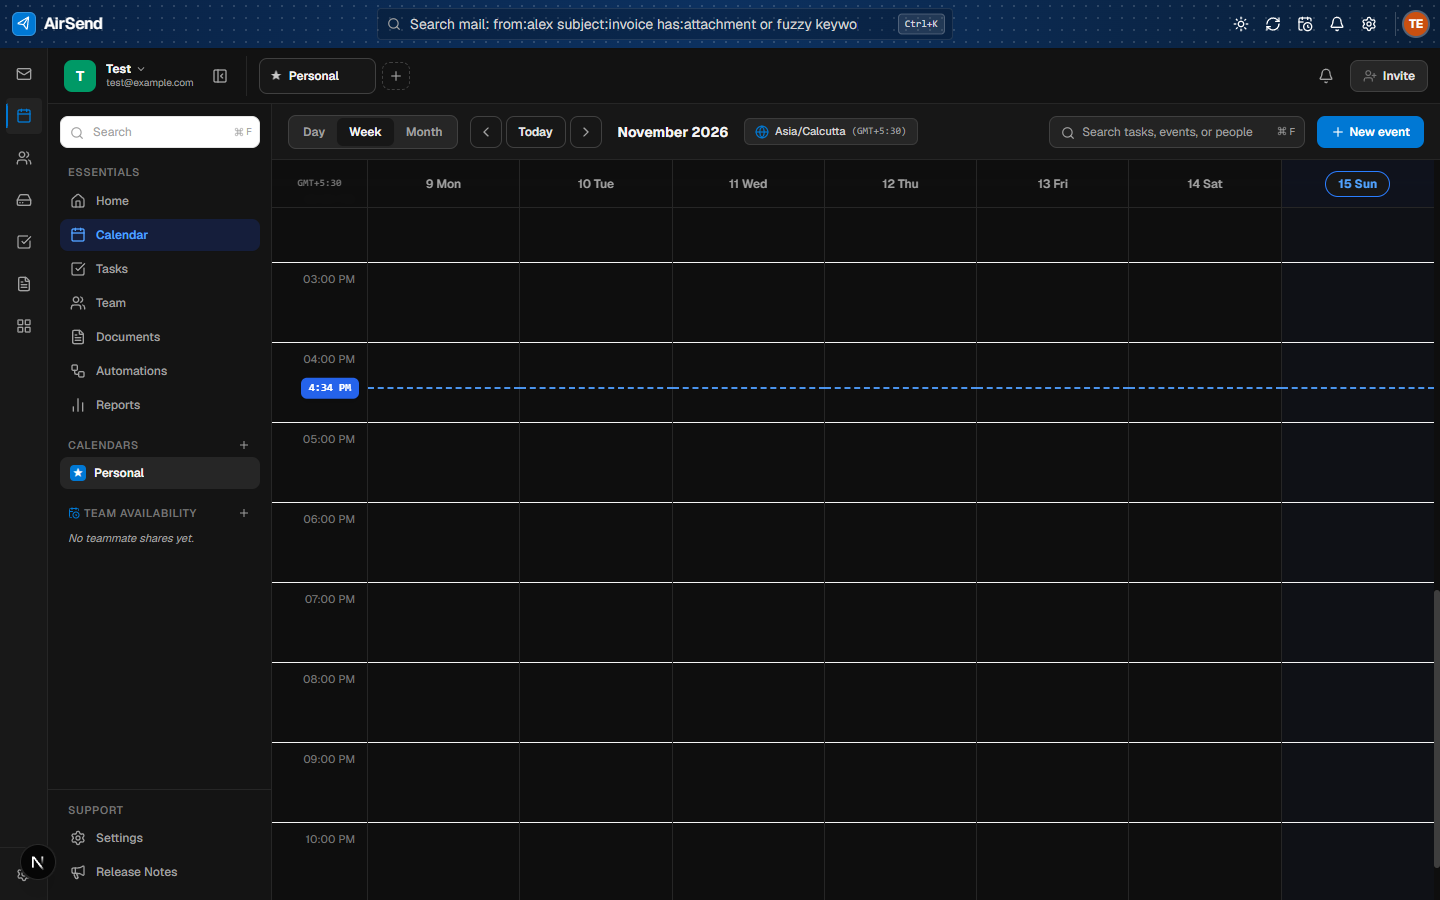 AirSend
Search mail: from:alex subject:invoice has:attachment or fuzzy keywo
Ctrl+K
TE
T
Test
test@example.com
Personal
Invite
Search
⌘ F
ESSENTIALS
Home
Calendar
Tasks
Team
Documents
Automations
Reports
CALENDARS
Personal
TEAM AVAILABILITY
No teammate shares yet.
SUPPORT
Settings
Release Notes
N
Day
Week
Month
Today
November 2026
Asia/Calcutta (GMT+5:30)
Search tasks, events, or people
⌘ F
New event
GMT+5:30
9 Mon
10 Tue
11 Wed
12 Thu
13 Fri
14 Sat
15 Sun
03:00 PM
04:00 PM
4:34 PM
05:00 PM
06:00 PM
07:00 PM
08:00 PM
09:00 PM
10:00 PM